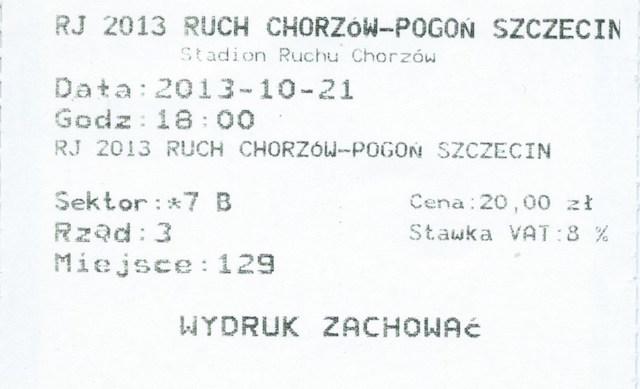 RJ 2013 RUCH CHORZóW-POGOŃ SZCZECIN
Stadion Ruchu Chorzów
Data:2013-10-21
Godz:18:00
RJ 2013 RUCH CHORZóW-POGOŃ SZCZECIN
Sektor:*7 B Cena:20,00 zł
Rząd:3 Stawka VAT:8 %
Miejsce:129
WYDRUK ZACHOWAć